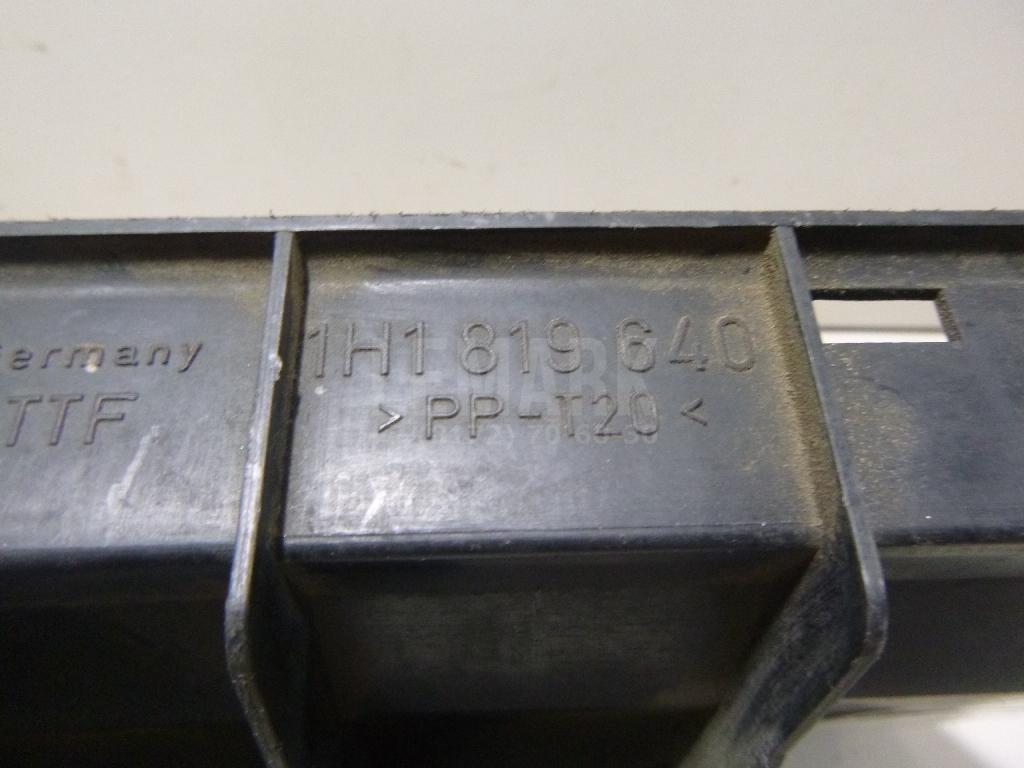 1H1 819 640
> PP-T20 <
ermany
TTF